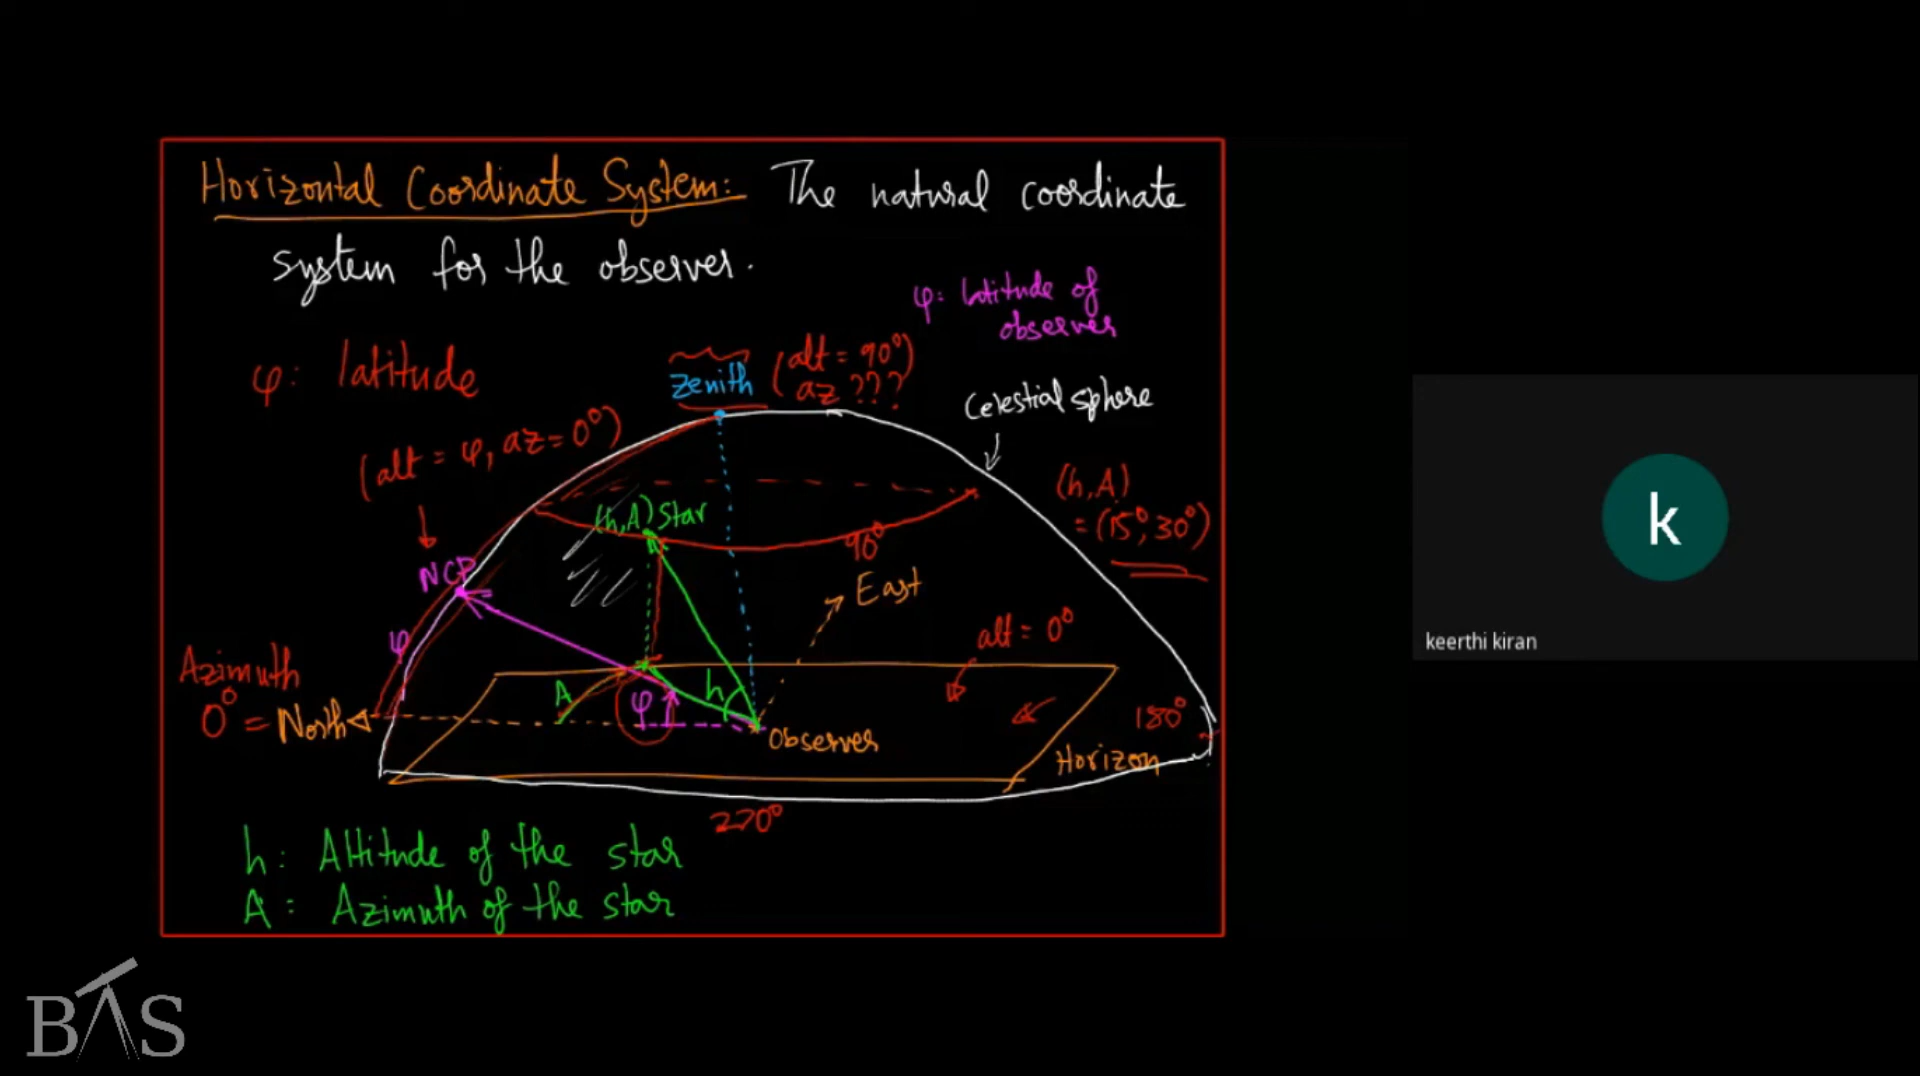 Horizontal Coordinate System: The natural coordinate
system for the observer.
φ: latitude of
observer
φ: latitude
Zenith
(alt = 90°)
az ???
Celestial sphere
(alt = φ, az = 0°)
(h,A)
= (15°, 30°)
(h,A) Star
90°
NCP
East
φ
alt = 0°
Azimuth
0° = North
A
φ
h
Observer
180°
Horizon
270°
h: Altitude of the star
A: Azimuth of the star
k
keerthi kiran
BAS